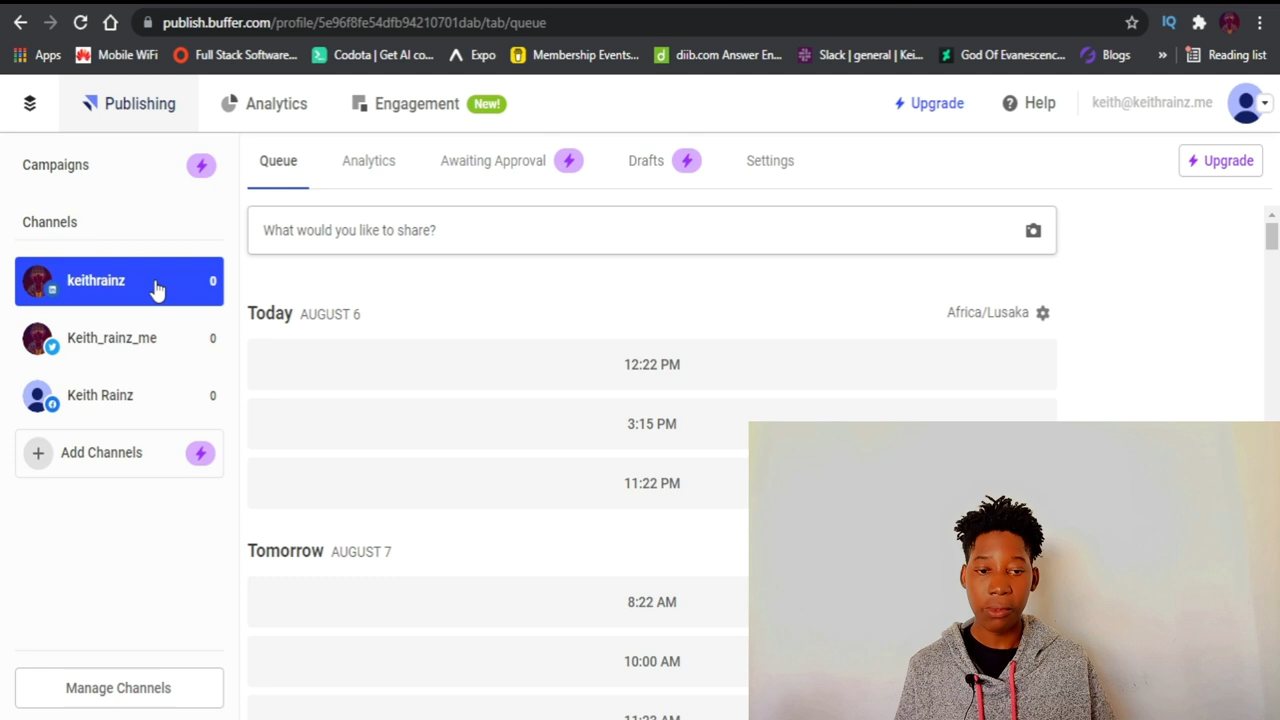 publish.buffer.com/profile/5e96f8fe54dfb94210701dab/tab/queue
Apps Mobile WiFi Full Stack Software... Codota | Get AI co... Expo Membership Events... diib.com Answer En... Slack | general | Kei... God Of Evanescenc... Blogs » Reading list
Publishing Analytics Engagement New! Upgrade Help keith@keithrainz.me
Campaigns
Queue Analytics Awaiting Approval Drafts Settings Upgrade
Channels
What would you like to share?
keithrainz 0
Today AUGUST 6 Africa/Lusaka
Keith_rainz_me 0
12:22 PM
Keith Rainz 0
3:15 PM
Add Channels
11:22 PM
Tomorrow AUGUST 7
8:22 AM
10:00 AM
Manage Channels